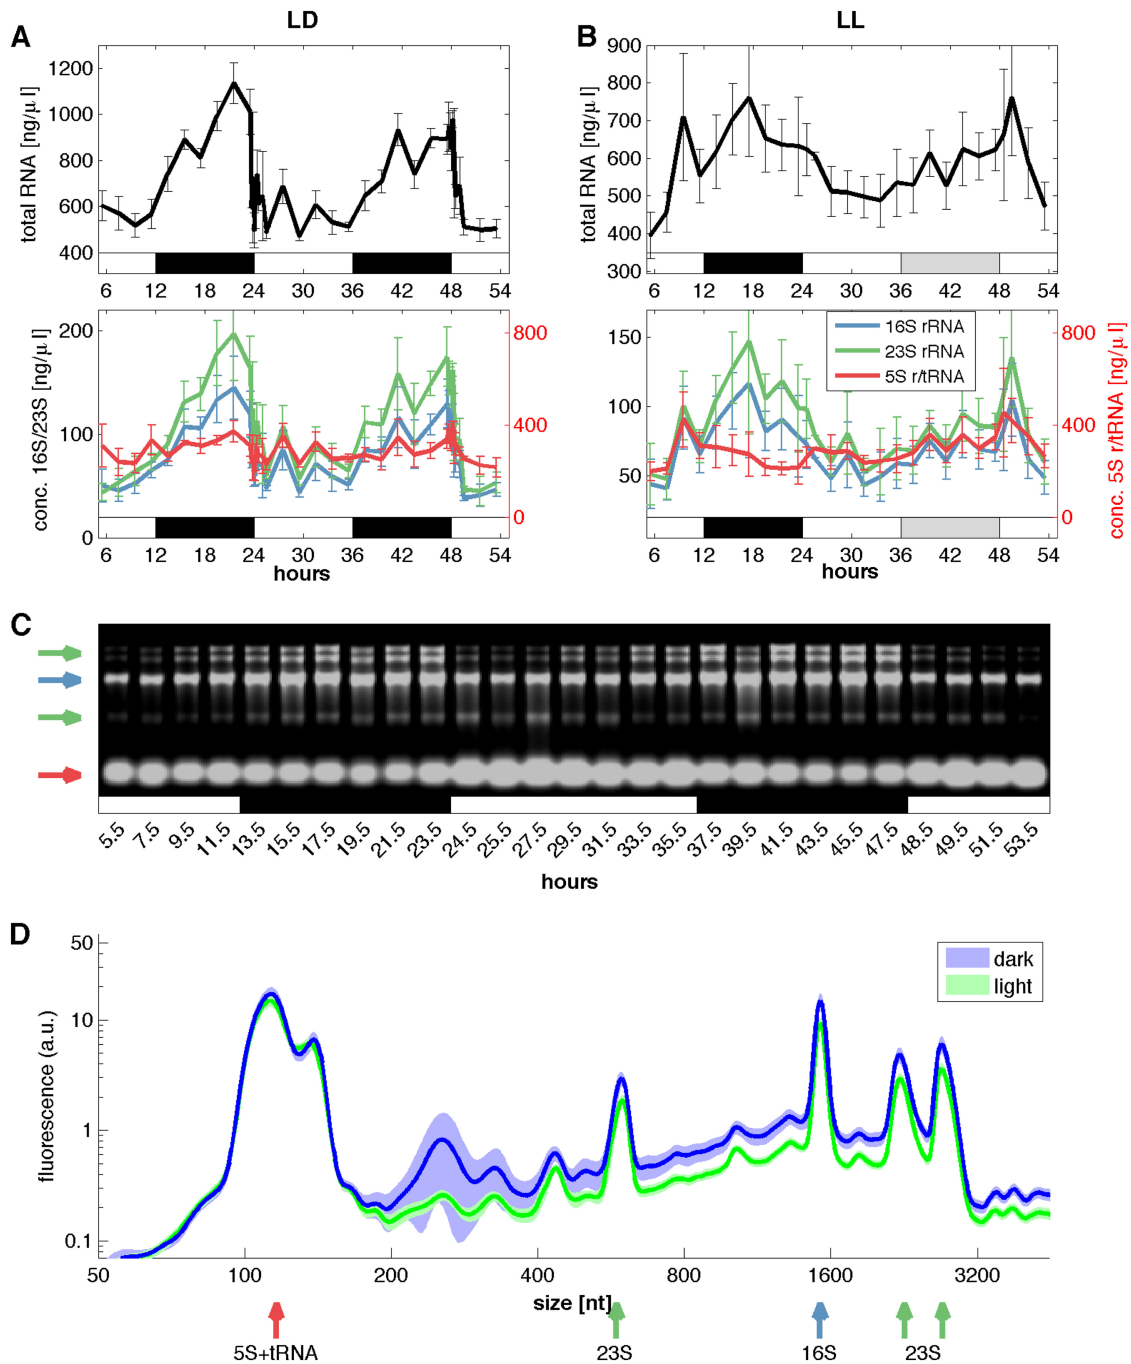 LD
LL
A
B
total RNA [ng/μ l]
1200
1000
800
600
400
6 12 18 24 30 36 42 48 54
total RNA [ng/μ l]
900
800
700
600
500
400
300
6 12 18 24 30 36 42 48 54
conc. 16S/23S [ng/μ l]
200
100
0
800
400
0
6 12 18 24 30 36 42 48 54
hours
150
100
50
16S rRNA
23S rRNA
5S r/tRNA
800
400
0
conc. 5S r/tRNA [ng/μ l]
6 12 18 24 30 36 42 48 54
hours
C
5.5 7.5 9.5 11.5 13.5 15.5 17.5 19.5 21.5 23.5 24.5 25.5 27.5 29.5 31.5 33.5 35.5 37.5 39.5 41.5 43.5 45.5 47.5 48.5 49.5 51.5 53.5
hours
D
fluorescence (a.u.)
50
10
1
0.1
dark
light
50 100 200 400 800 1600 3200
size [nt]
5S+tRNA 23S 16S 23S